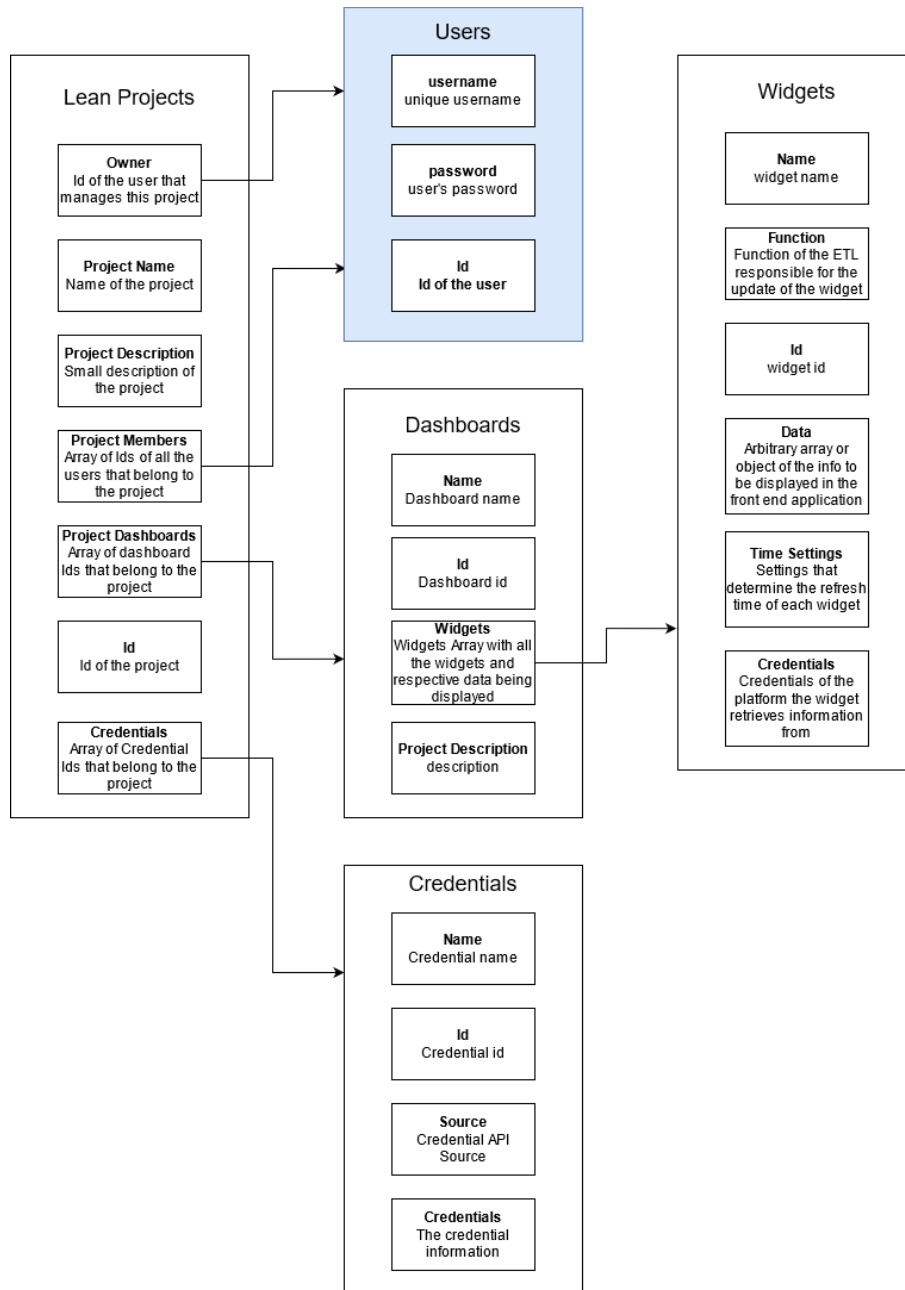 Lean Projects
Owner
Id of the user that
manages this project
Project Name
Name of the project
Project Description
Small description of
the project
Project Members
Array of Ids of all the
users that belong to
the project
Project Dashboards
Array of dashboard
Ids that belong to the
project
Id
Id of the project
Credentials
Array of Credential
Ids that belong to the
project
Users
username
unique username
password
user's password
Id
Id of the user
Dashboards
Name
Dashboard name
Id
Dashboard id
Widgets
Widgets Array with all
the widgets and
respective data being
displayed
Project Description
description
Credentials
Name
Credential name
Id
Credential id
Source
Credential API
Source
Credentials
The credential
information
Widgets
Name
widget name
Function
Function of the ETL
responsible for the
update of the widget
Id
widget id
Data
Arbitrary array or
object of the info to
be displayed in the
front end application
Time Settings
Settings that
determine the refresh
time of each widget
Credentials
Credentials of the
platform the widget
retrieves information
from